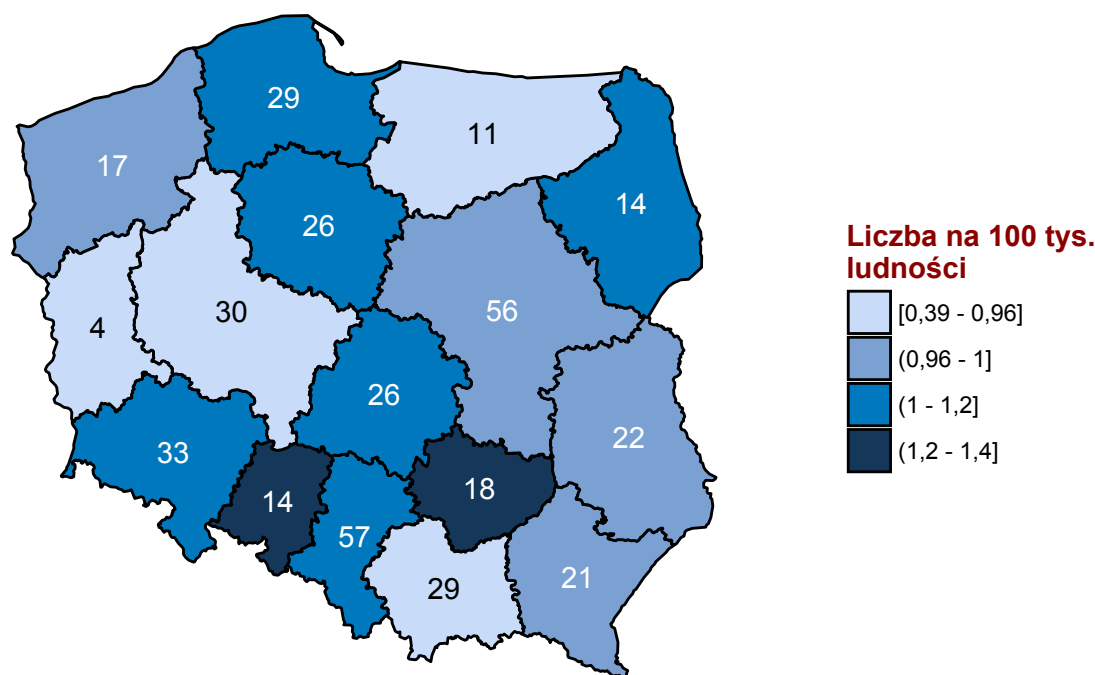 29
11
17
14
26
56
30
4
26
22
33
18
14
57
21
29
Liczba na 100 tys.
ludności
[0,39 - 0,96]
(0,96 - 1]
(1 - 1,2]
(1,2 - 1,4]